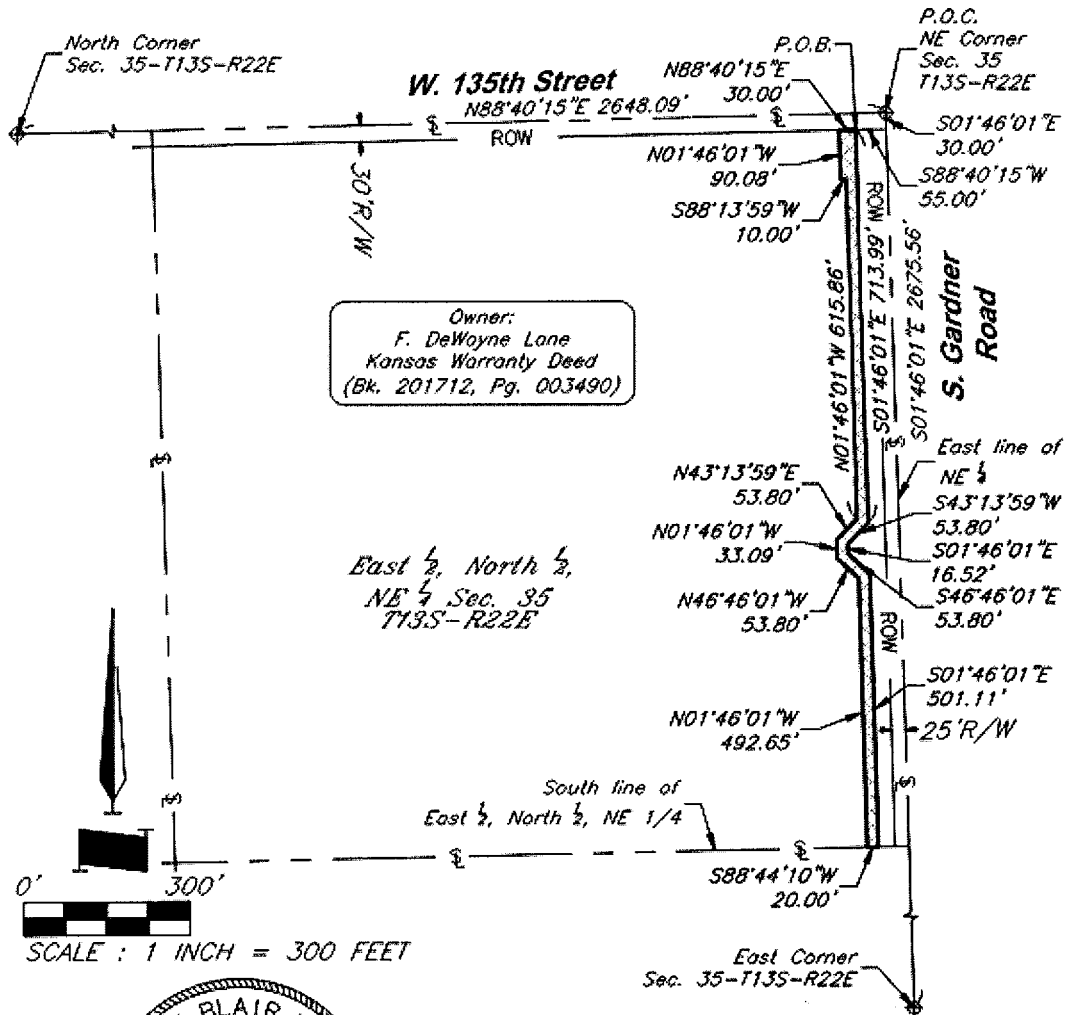 P.O.C.
NE Corner
Sec. 35
T13S-R22E
North Corner
Sec. 35-T13S-R22E
P.O.B.
N88°40'15"E
30.00'
W. 135th Street
N88°40'15"E 2648.09'
ROW
S01°46'01"E
30.00'
S88°40'15"W
55.00'
N01°46'01"W
90.08'
30'R/W
S88°13'59"W
10.00'
ROW
S01°46'01"E 713.99'
S01°46'01"E 2675.56'
S. Gardner
Road
N01°46'01"W 615.86'
Owner:
F. DeWayne Lane
Kansas Warranty Deed
(Bk. 201712, Pg. 003490)
East line of
NE ¼
N43°13'59"E
53.80'
S43°13'59"W
53.80'
N01°46'01"W
33.09'
S01°46'01"E
16.52'
N46°46'01"W
53.80'
S46°46'01"E
53.80'
East ½, North ½,
NE ¼ Sec. 35
T13S-R22E
ROW
S01°46'01"E
501.11'
N01°46'01"W
492.65'
25'R/W
South line of
East ½, North ½, NE 1/4
S88°44'10"W
20.00'
0' 300'
SCALE : 1 INCH = 300 FEET
East Corner
Sec. 35-T13S-R22E
BLAIR